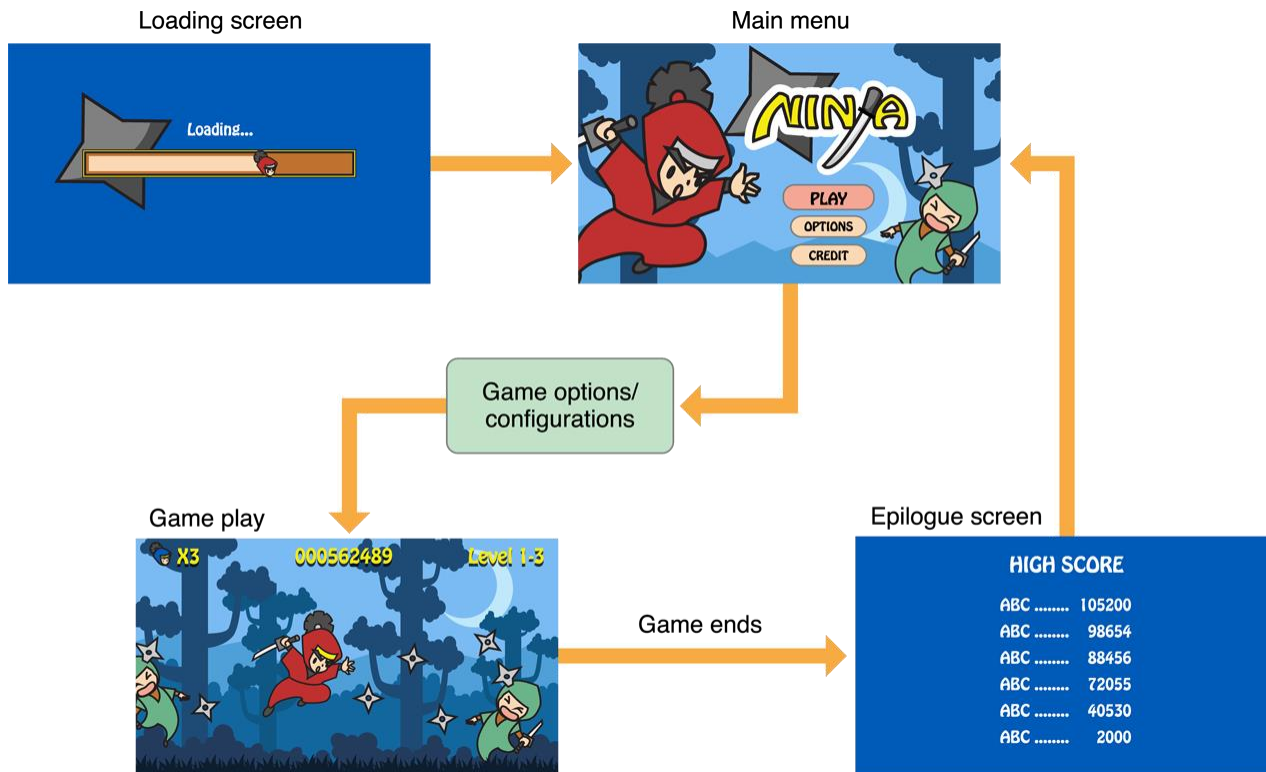 Loading screen
Main menu
Loading...
NINJA
PLAY
OPTIONS
CREDIT
Game options/
configurations
Game play
X3
000562489
Level 1-3
Game ends
Epilogue screen
HIGH SCORE
ABC ........ 105200
ABC ........ 98654
ABC ........ 88456
ABC ........ 72055
ABC ........ 40530
ABC ........ 2000